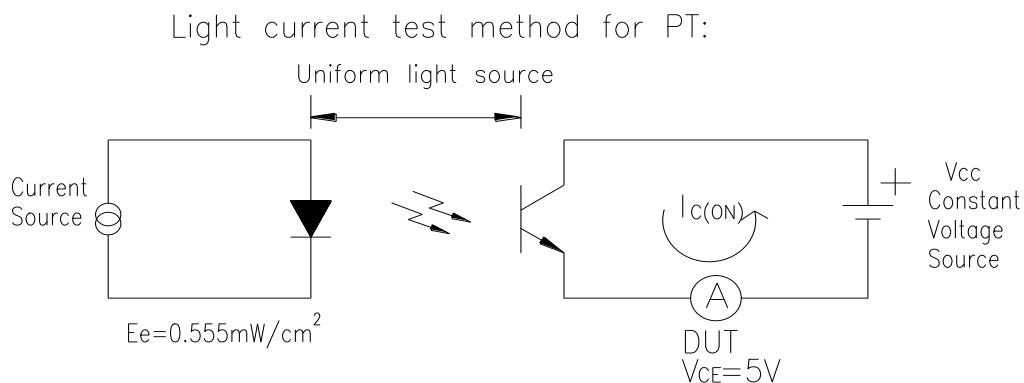 Light current test method for PT:
Uniform light source
Current
Source
Ee=0.555mW/cm²
IC(ON)
A
DUT
VCE=5V
+
Vcc
Constant
Voltage
Source